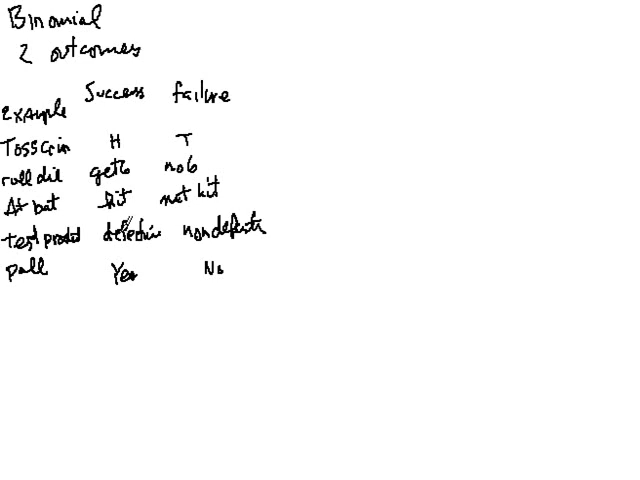 Binomial
2 outcomes
Success failure
Example
Toss coin H T
roll die get 6 no 6
At bat hit not hit
test product defective nondefective
poll Yes No